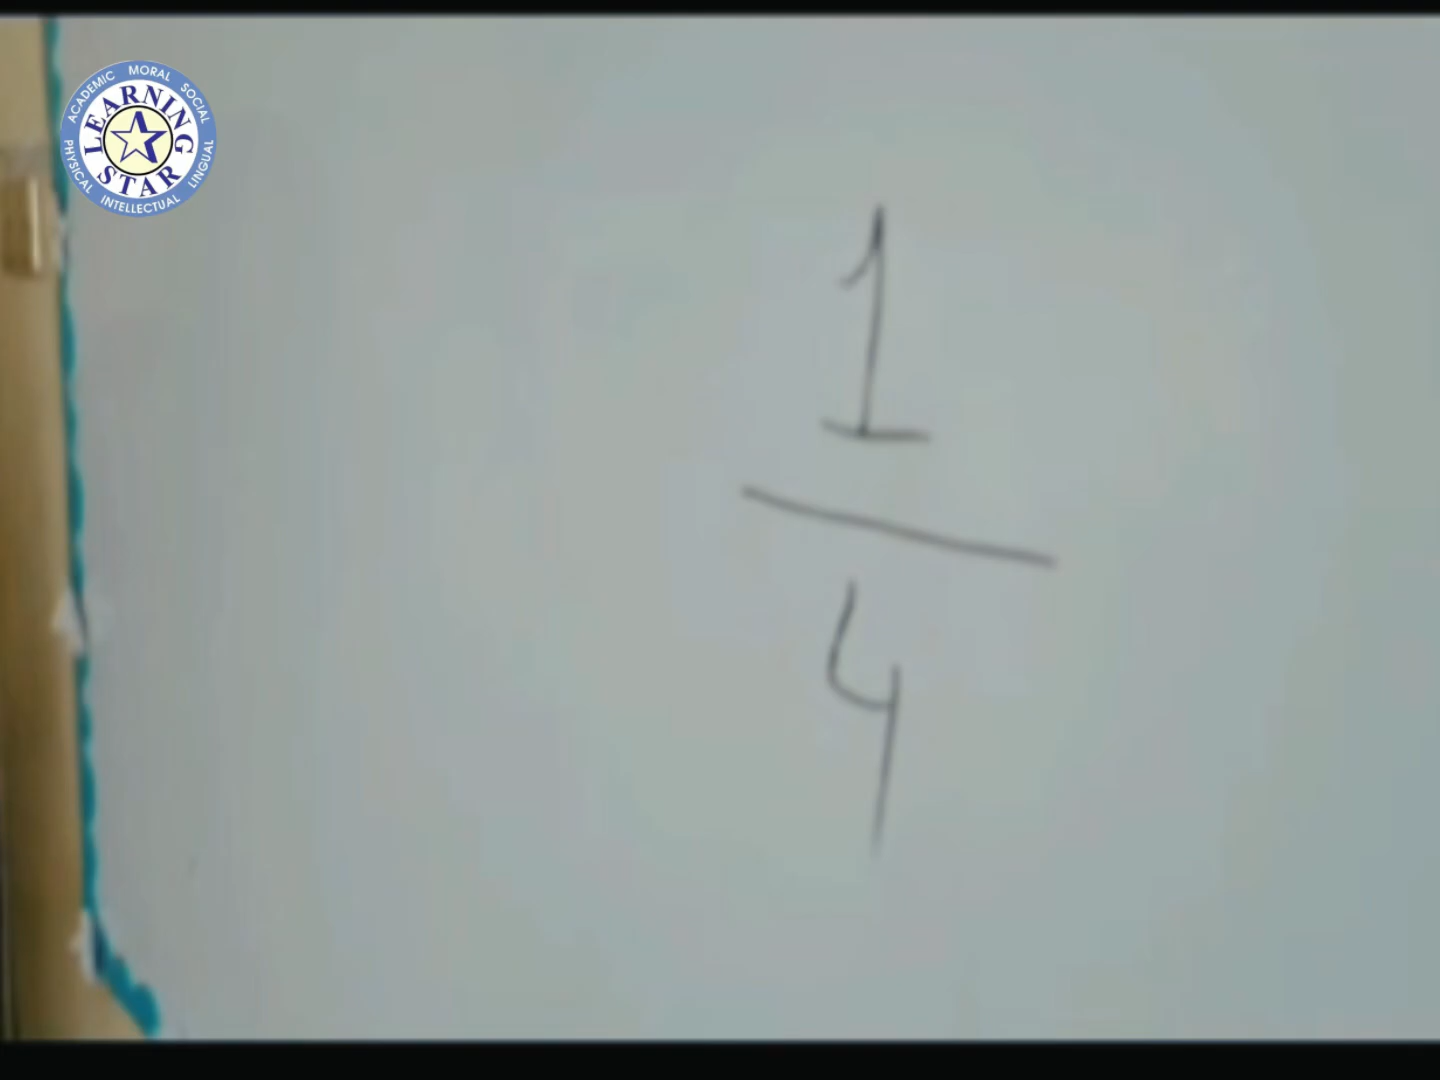 ACADEMIC MORAL SOCIAL
LEARNING
STAR
PHYSICAL INTELLECTUAL LINGUAL
1
4